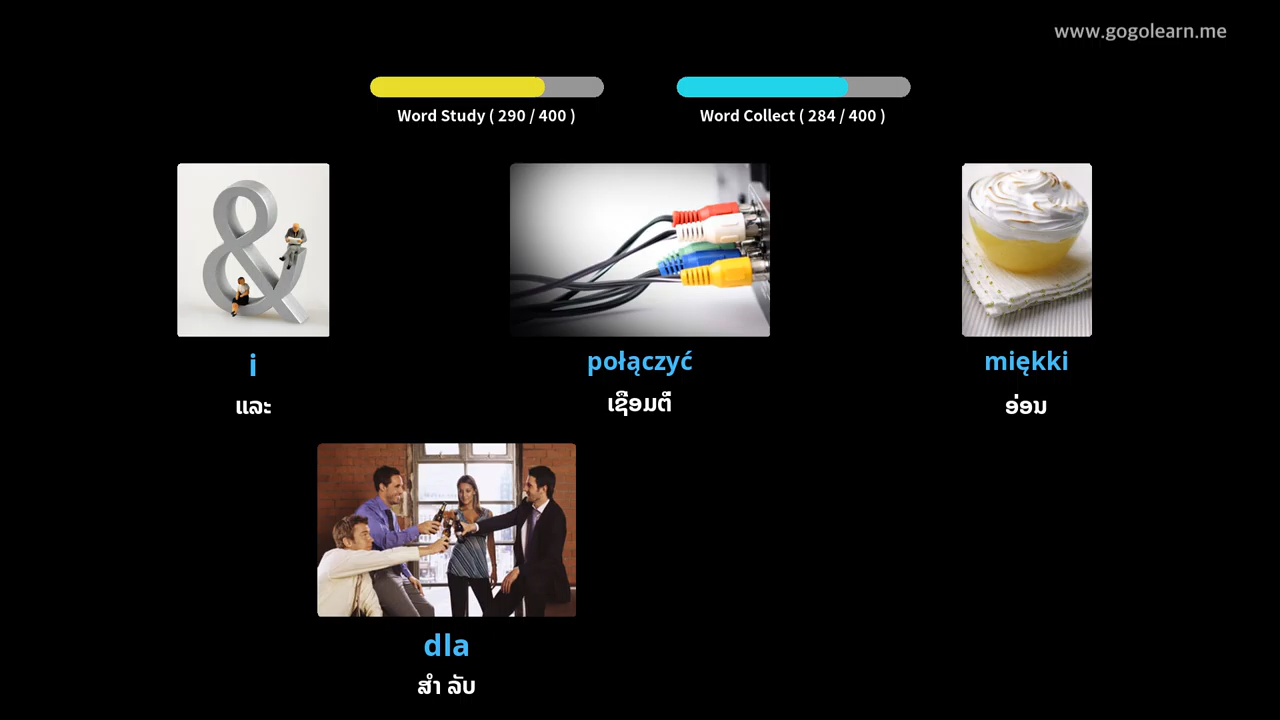 www.gogolearn.me
Word Study ( 290 / 400 )
Word Collect ( 284 / 400 )
i
ແລະ
połączyć
ເຊື່ອມຕໍ່
miękki
ອ່ອນ
dla
ສໍາ ລັບ